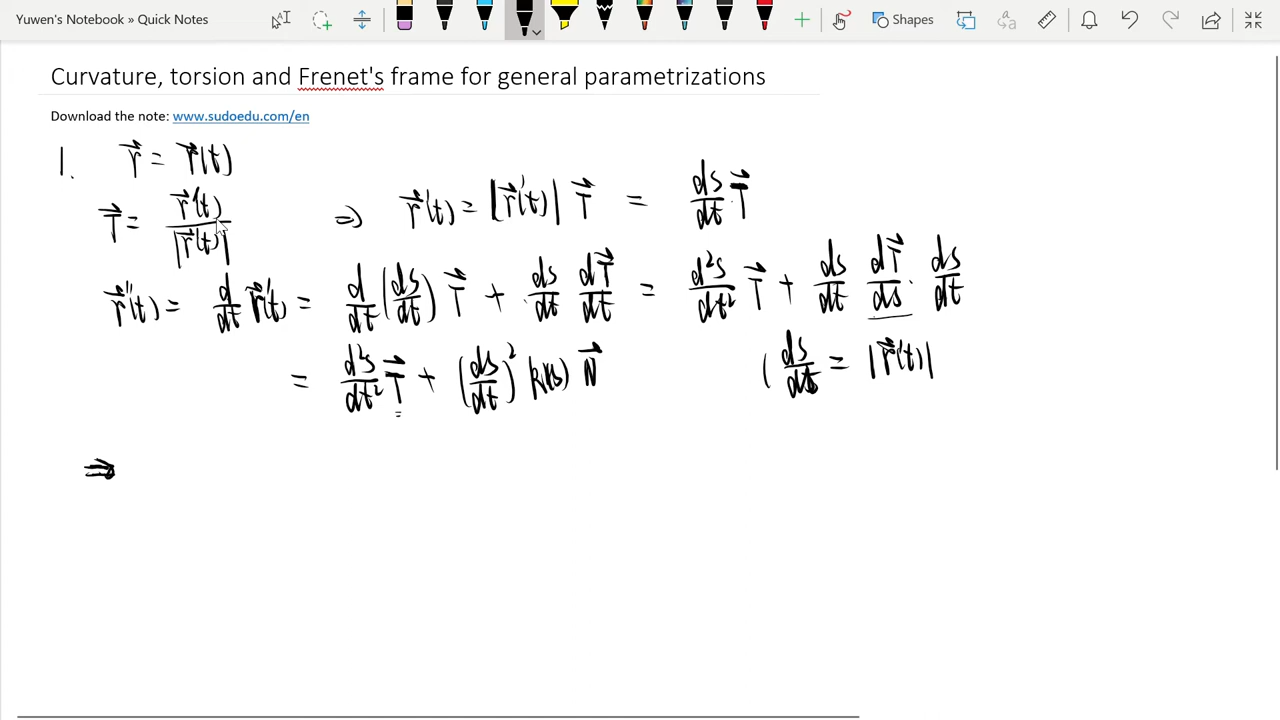 Yuwen's Notebook » Quick Notes
Shapes
Curvature, torsion and Frenet's frame for general parametrizations
Download the note: www.sudoedu.com/en
1. r⃗ = r⃗(t)
T⃗ = r⃗'(t) / |r⃗'(t)| ⇒ r⃗'(t) = |r⃗'(t)| T⃗ = ds/dt · T⃗
r⃗''(t) = d/dt r⃗'(t) = d/dt (ds/dt) T⃗ + ds/dt · dT⃗/dt = d²s/dt² T⃗ + ds/dt dT⃗/ds · ds/dt
= d²s/dt² T⃗ + (ds/dt)² k(s) N⃗ ( ds/dt = |r⃗'(t)|
⇒